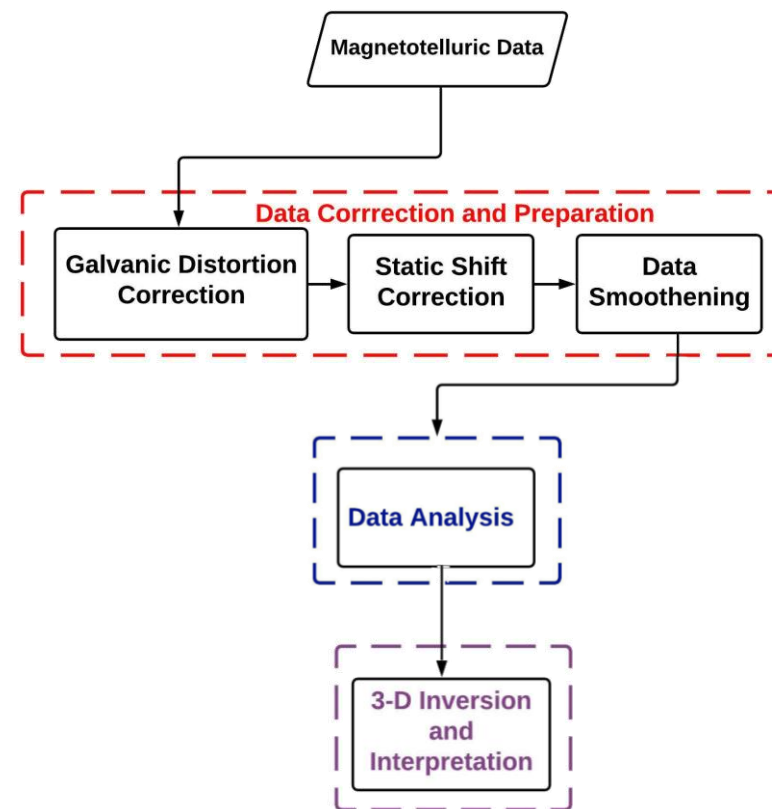 Magnetotelluric Data
Data Corrrection and Preparation
Galvanic Distortion
Correction
Static Shift
Correction
Data
Smoothening
Data Analysis
3-D Inversion
and
Interpretation